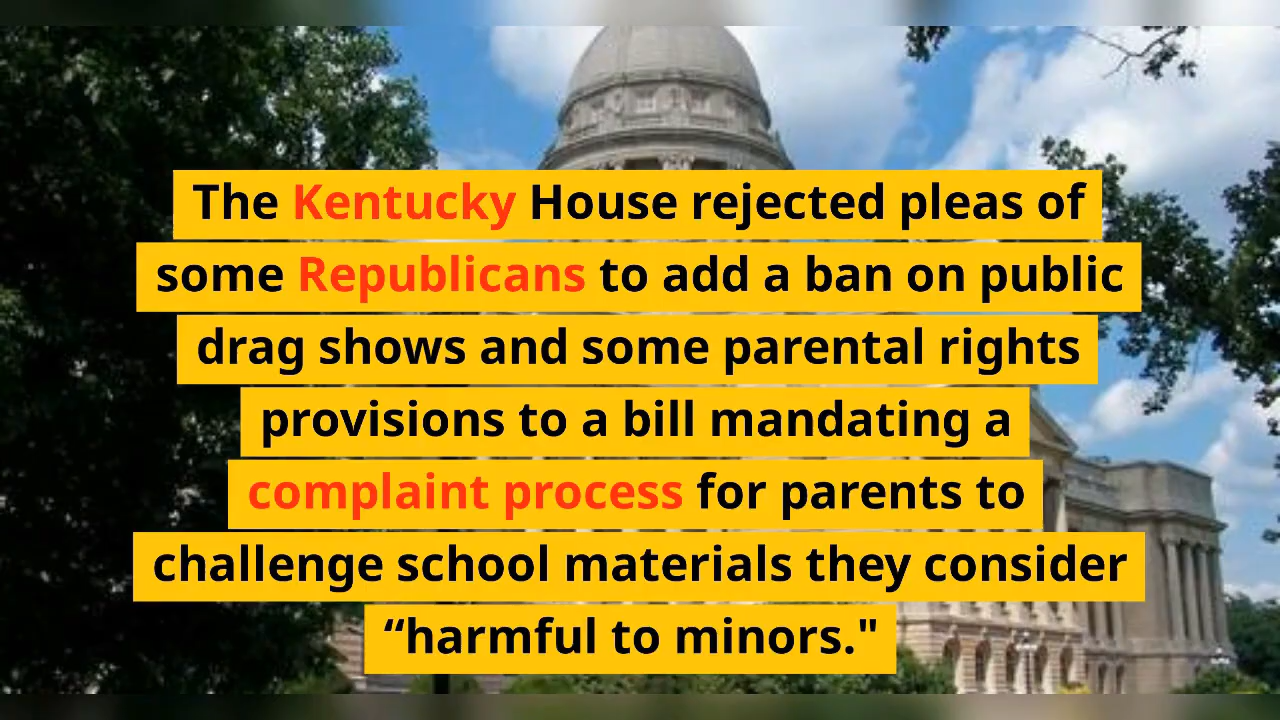 The Kentucky House rejected pleas of
some Republicans to add a ban on public
drag shows and some parental rights
provisions to a bill mandating a
complaint process for parents to
challenge school materials they consider
“harmful to minors."